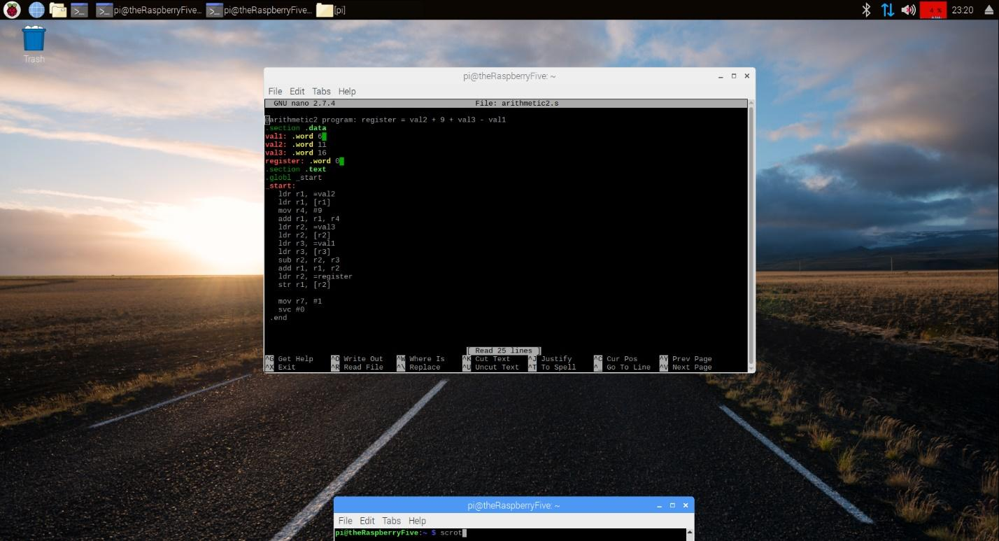 pi@theRaspberryFive... pi@theRaspberryFive... [pi] 4 % 23:20
Trash
pi@theRaspberryFive: ~
File Edit Tabs Help
GNU nano 2.7.4 File: arithmetic2.s
@arithmetic2 program: register = val2 + 9 + val3 - val1
.section .data
val1: .word 6
val2: .word 11
val3: .word 16
register: .word 0
.section .text
.globl _start
_start:
ldr r1, =val2
ldr r1, [r1]
mov r4, #9
add r1, r1, r4
ldr r2, =val3
ldr r2, [r2]
ldr r3, =val1
ldr r3, [r3]
sub r2, r2, r3
add r1, r1, r2
ldr r2, =register
str r1, [r2]
mov r7, #1
svc #0
.end
[ Read 25 lines ]
^G Get Help ^O Write Out ^W Where Is ^K Cut Text ^J Justify ^C Cur Pos ^Y Prev Page
^X Exit ^R Read File ^\ Replace ^U Uncut Text ^T To Spell ^_ Go To Line ^V Next Page
pi@theRaspberryFive: ~
File Edit Tabs Help
pi@theRaspberryFive:~ $ scrot